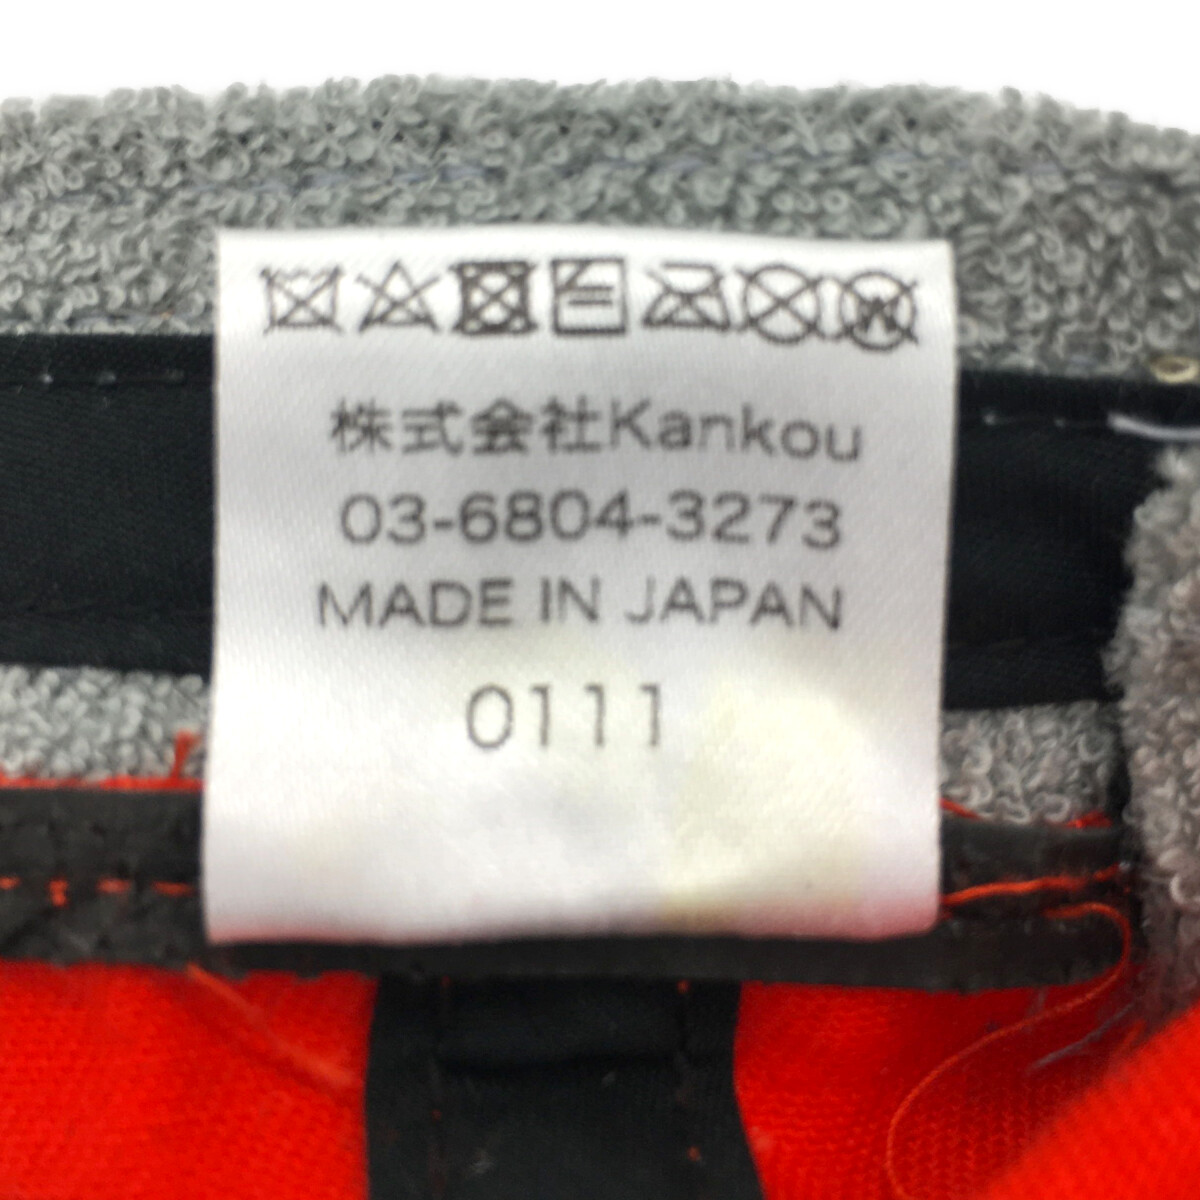 株式会社Kankou
03-6804-3273
MADE IN JAPAN
0111